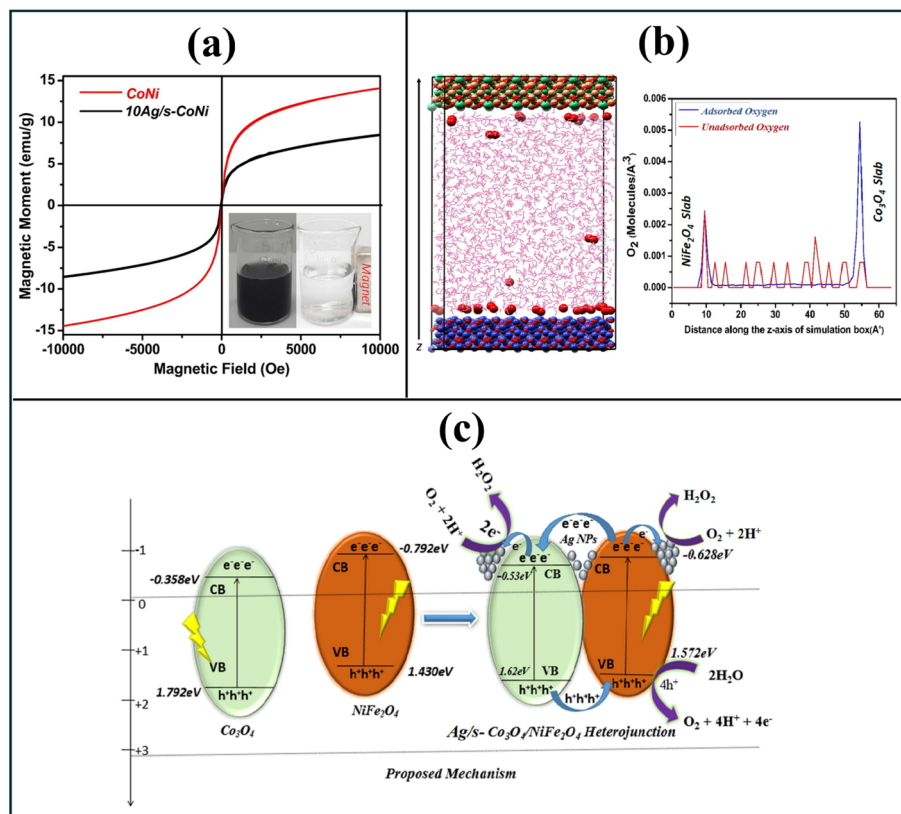 (a)
CoNi
10Ag/s-CoNi
Magnetic Moment (emu/g)
15
10
5
0
-5
-10
-15
Magnet
-10000 -5000 0 5000 10000
Magnetic Field (Oe)
(b)
z
Adsorbed Oxygen
Unadsorbed Oxygen
O₂ (Molecules/A⁻³)
0.006
0.005
0.004
0.003
0.002
0.001
0.000
NiFe₂O₄ Slab
Co₃O₄ Slab
0 10 20 30 40 50 60
Distance along the z-axis of simulation box(A°)
(c)
-1
0
+1
+2
+3
e⁻e⁻e⁻
-0.358eV
CB
VB
1.792eV
h⁺h⁺h⁺
Co₃O₄
e⁻e⁻e⁻
-0.792eV
CB
VB
1.430eV
h⁺h⁺h⁺
NiFe₂O₄
H₂O₂
O₂ + 2H⁺
2e⁻
e⁻
e⁻e⁻e⁻
-0.53eV
CB
1.62eV
VB
h⁺h⁺h⁺
e⁻e⁻e⁻
Ag NPs
h⁺h⁺h⁺
H₂O₂
O₂ + 2H⁺
-0.628eV
e⁻e⁻e⁻
e⁻
CB
VB
1.572eV
h⁺h⁺h⁺
2H₂O
4h⁺
O₂ + 4H⁺ + 4e⁻
Ag/s- Co₃O₄/NiFe₂O₄ Heterojunction
Proposed Mechanism